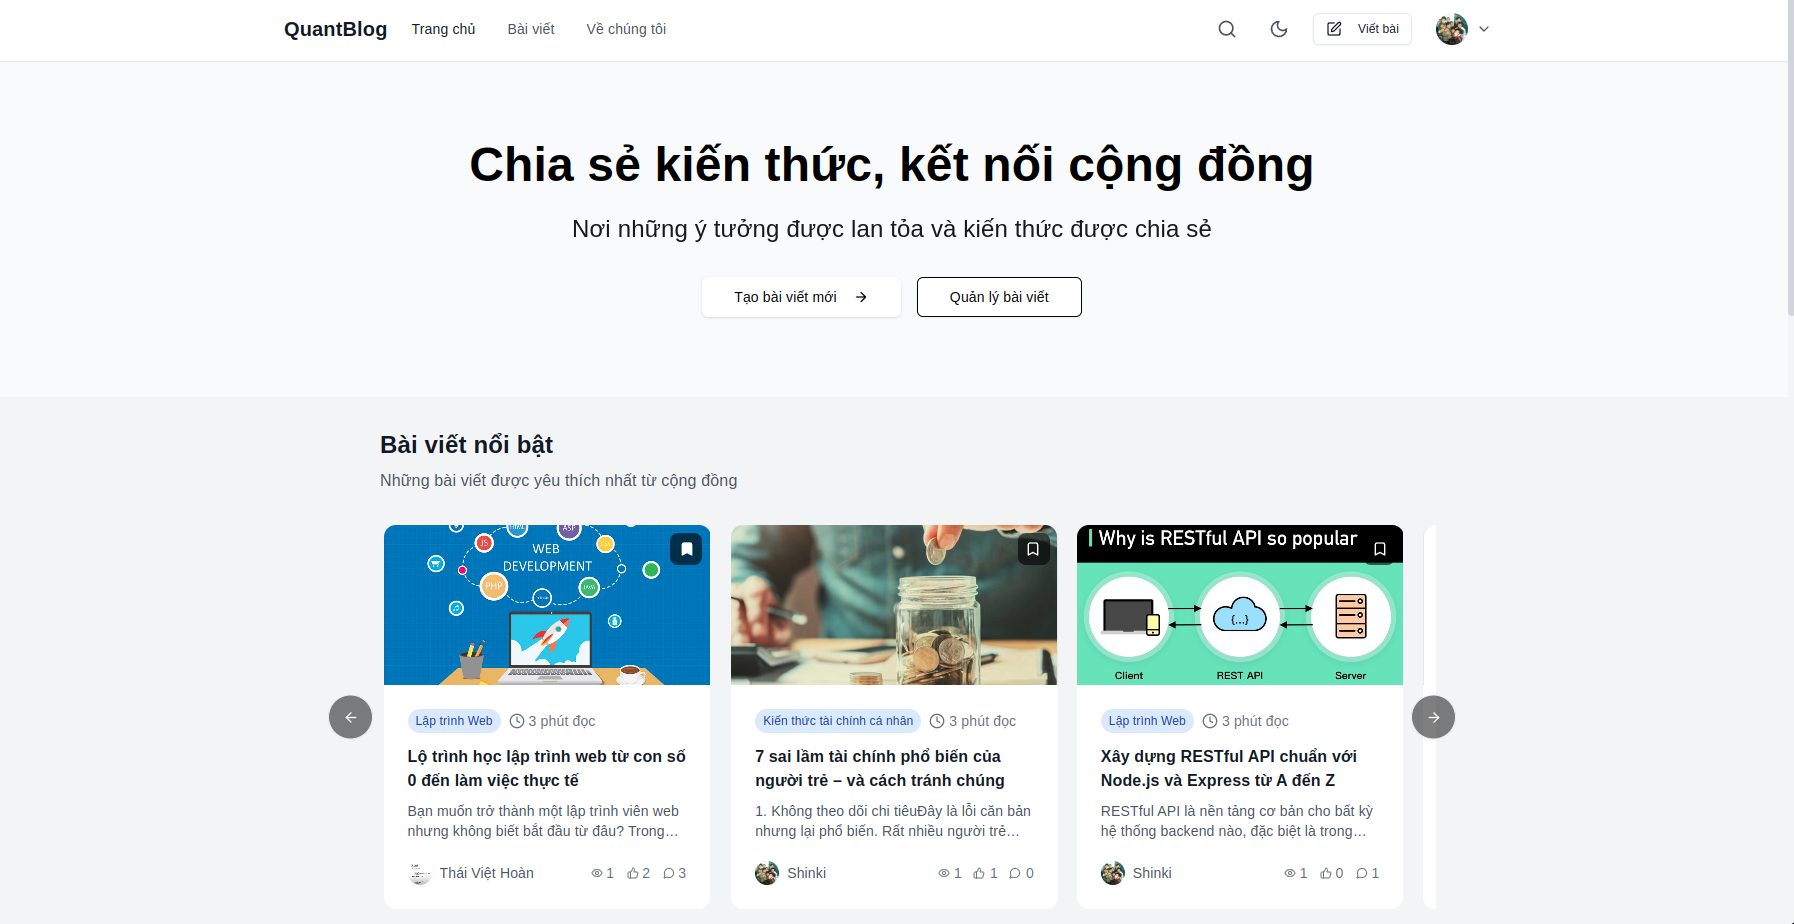 QuantBlog
Trang chủ
Bài viết
Về chúng tôi
Viết bài
Chia sẻ kiến thức, kết nối cộng đồng
Nơi những ý tưởng được lan tỏa và kiến thức được chia sẻ
Tạo bài viết mới
Quản lý bài viết
Bài viết nổi bật
Những bài viết được yêu thích nhất từ cộng đồng
HTML
ASP
JS
WEB
DEVELOPMENT
PHP
JAVA
Lập trình Web
3 phút đọc
Lộ trình học lập trình web từ con số
0 đến làm việc thực tế
Bạn muốn trở thành một lập trình viên web
nhưng không biết bắt đầu từ đâu? Trong...
Thái Việt Hoàn
1
2
3
Kiến thức tài chính cá nhân
3 phút đọc
7 sai lầm tài chính phổ biến của
người trẻ – và cách tránh chúng
1. Không theo dõi chi tiêuĐây là lỗi căn bản
nhưng lại phổ biến. Rất nhiều người trẻ...
Shinki
1
1
0
Why is RESTful API so popular
{...}
Client
REST API
Server
Lập trình Web
3 phút đọc
Xây dựng RESTful API chuẩn với
Node.js và Express từ A đến Z
RESTful API là nền tảng cơ bản cho bất kỳ
hệ thống backend nào, đặc biệt là trong...
Shinki
1
0
1